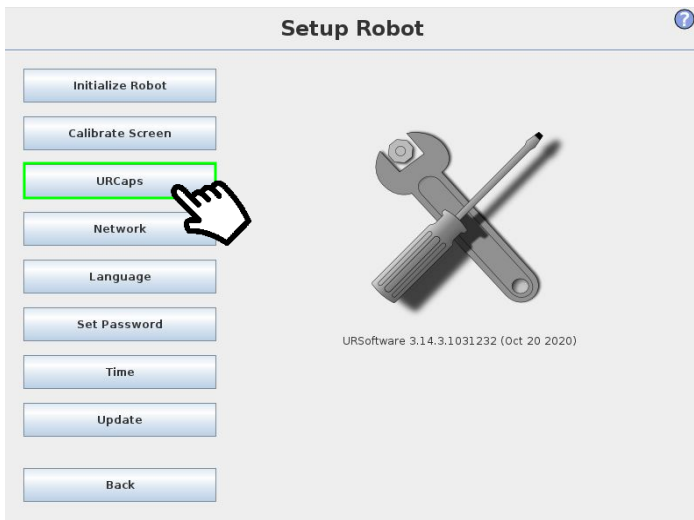 Setup Robot
?
Initialize Robot
Calibrate Screen
URCaps
Network
Language
Set Password
Time
Update
Back
URSoftware 3.14.3.1031232 (Oct 20 2020)